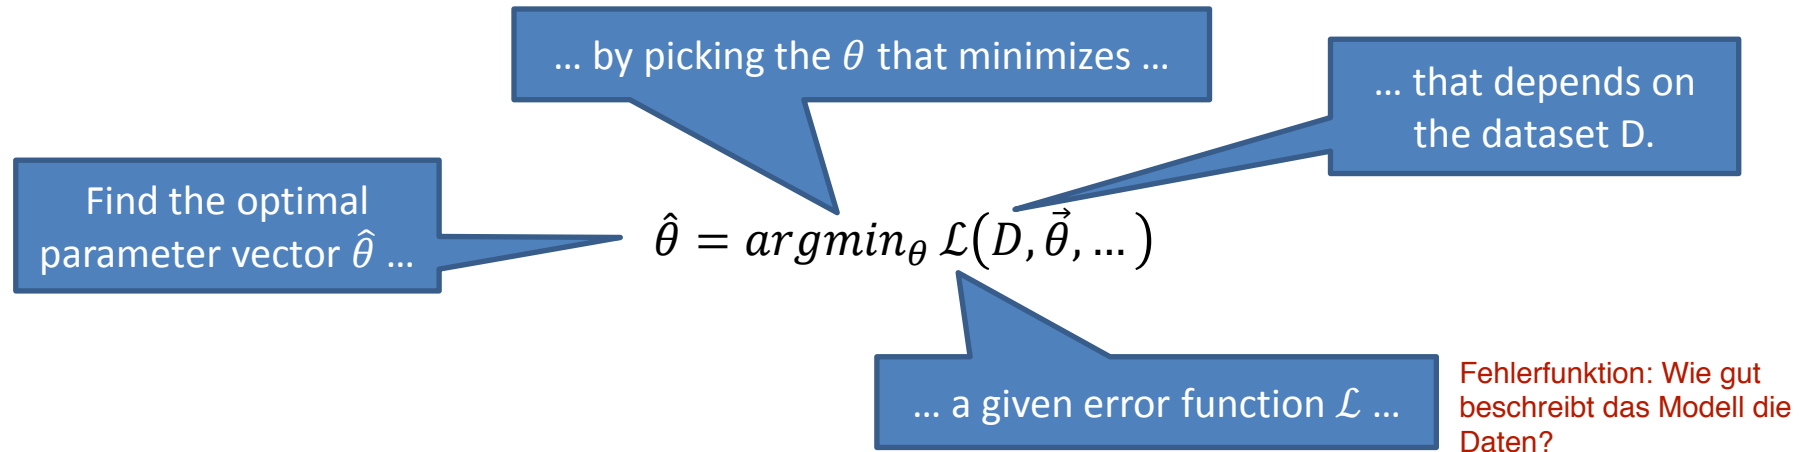 … by picking the 𝜃 that minimizes …
… that depends on
the dataset D.
Find the optimal
parameter vector 𝜃̂ …
𝜃̂ = 𝑎𝑟𝑔𝑚𝑖𝑛_𝜃 ℒ(𝐷, 𝜃⃗, … )
… a given error function ℒ …
Fehlerfunktion: Wie gut
beschreibt das Modell die
Daten?